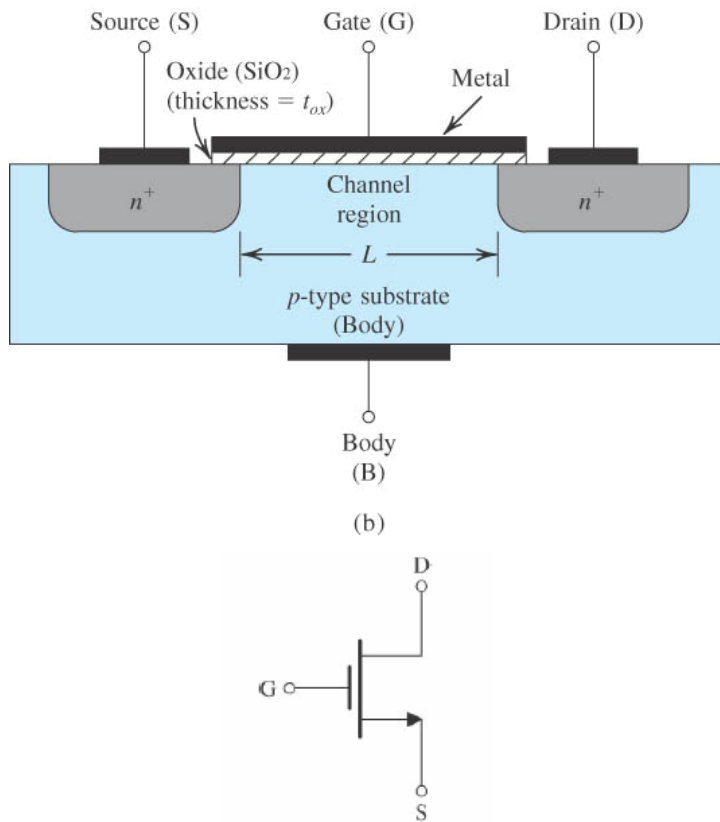 Source (S)
Gate (G)
Drain (D)
Oxide (SiO₂)
(thickness = tₒₓ)
Metal
n⁺
Channel
region
n⁺
L
p-type substrate
(Body)
Body
(B)
(b)
D
G
S